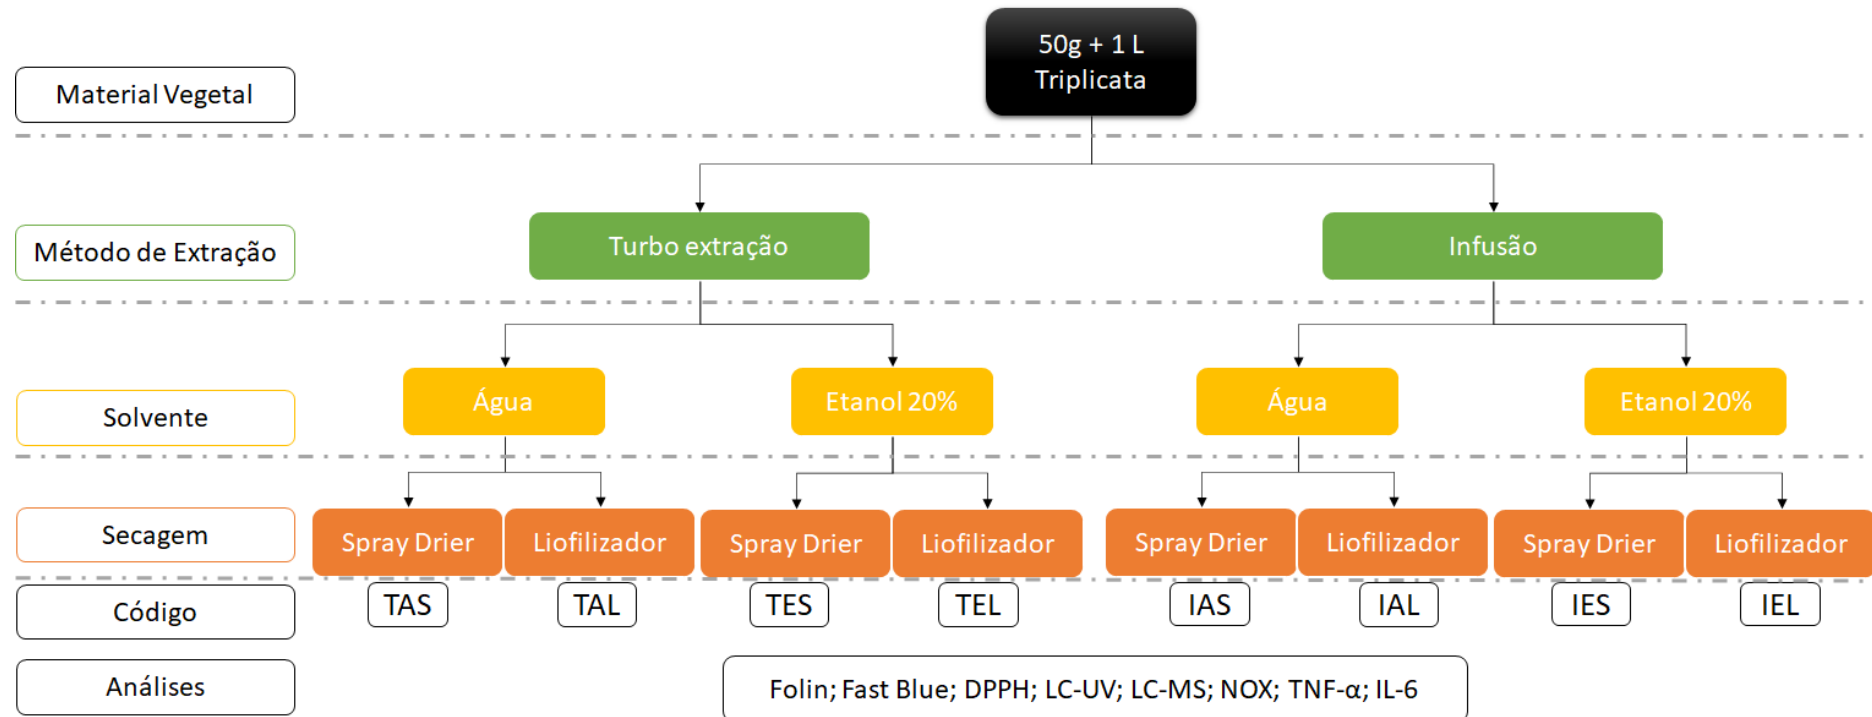 50g + 1 L
Triplicata
Material Vegetal
Método de Extração
Turbo extração
Infusão
Solvente
Água
Etanol 20%
Água
Etanol 20%
Secagem
Spray Drier
Liofilizador
Spray Drier
Liofilizador
Spray Drier
Liofilizador
Spray Drier
Liofilizador
Código
TAS
TAL
TES
TEL
IAS
IAL
IES
IEL
Análises
Folin; Fast Blue; DPPH; LC-UV; LC-MS; NOX; TNF-α; IL-6